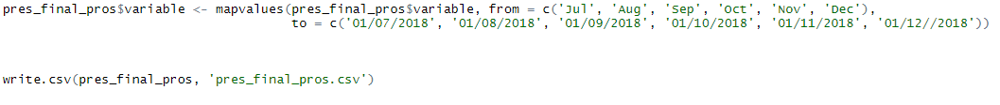 pres_final_pros$variable <- mapvalues(pres_final_pros$variable, from = c('Jul', 'Aug', 'Sep', 'Oct', 'Nov', 'Dec'),
to = c('01/07/2018', '01/08/2018', '01/09/2018', '01/10/2018', '01/11/2018', '01/12//2018'))
write.csv(pres_final_pros, 'pres_final_pros.csv')